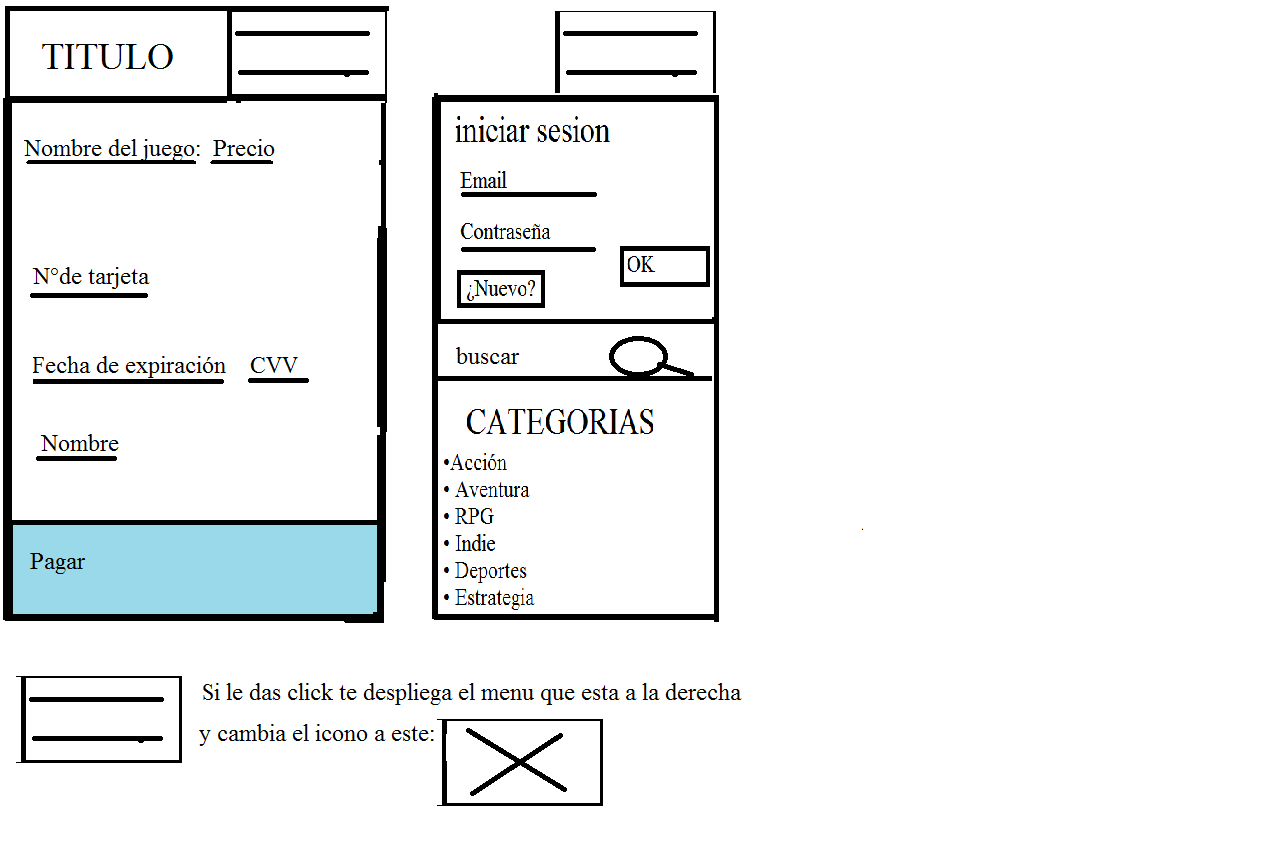 TITULO
Nombre del juego: Precio
N°de tarjeta
Fecha de expiración CVV
Nombre
Pagar
iniciar sesion
Email
Contraseña
OK
¿Nuevo?
buscar
CATEGORIAS
•Acción
• Aventura
• RPG
• Indie
• Deportes
• Estrategia
Si le das click te despliega el menu que esta a la derecha
y cambia el icono a este: